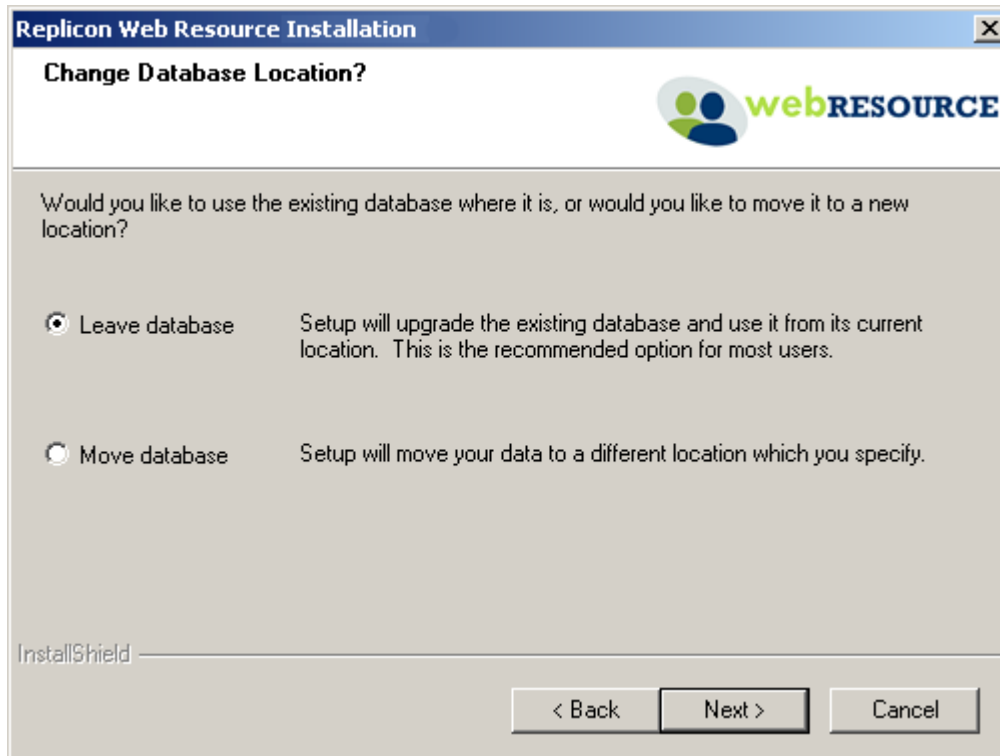 Replicon Web Resource Installation
Change Database Location?
webRESOURCE
Would you like to use the existing database where it is, or would you like to move it to a new
location?
Leave database
Setup will upgrade the existing database and use it from its current
location.  This is the recommended option for most users.
Move database
Setup will move your data to a different location which you specify.
InstallShield
< Back
Next >
Cancel